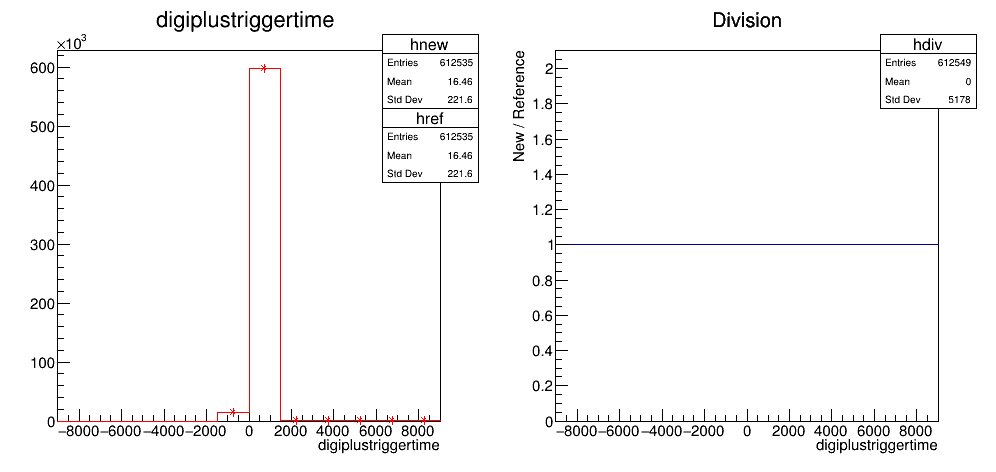 digiplustriggertime
×10³
600
500
400
300
200
100
0
−8000−6000−4000−2000 0 2000 4000 6000 8000
digiplustriggertime
hnew
Entries 612535
Mean 16.46
Std Dev 221.6
href
Entries 612535
Mean 16.46
Std Dev 221.6
Division
New / Reference
2
1.8
1.6
1.4
1.2
1
0.8
0.6
0.4
0.2
0
−8000−6000−4000−2000 0 2000 4000 6000 8000
digiplustriggertime
hdiv
Entries 612549
Mean 0
Std Dev 5178